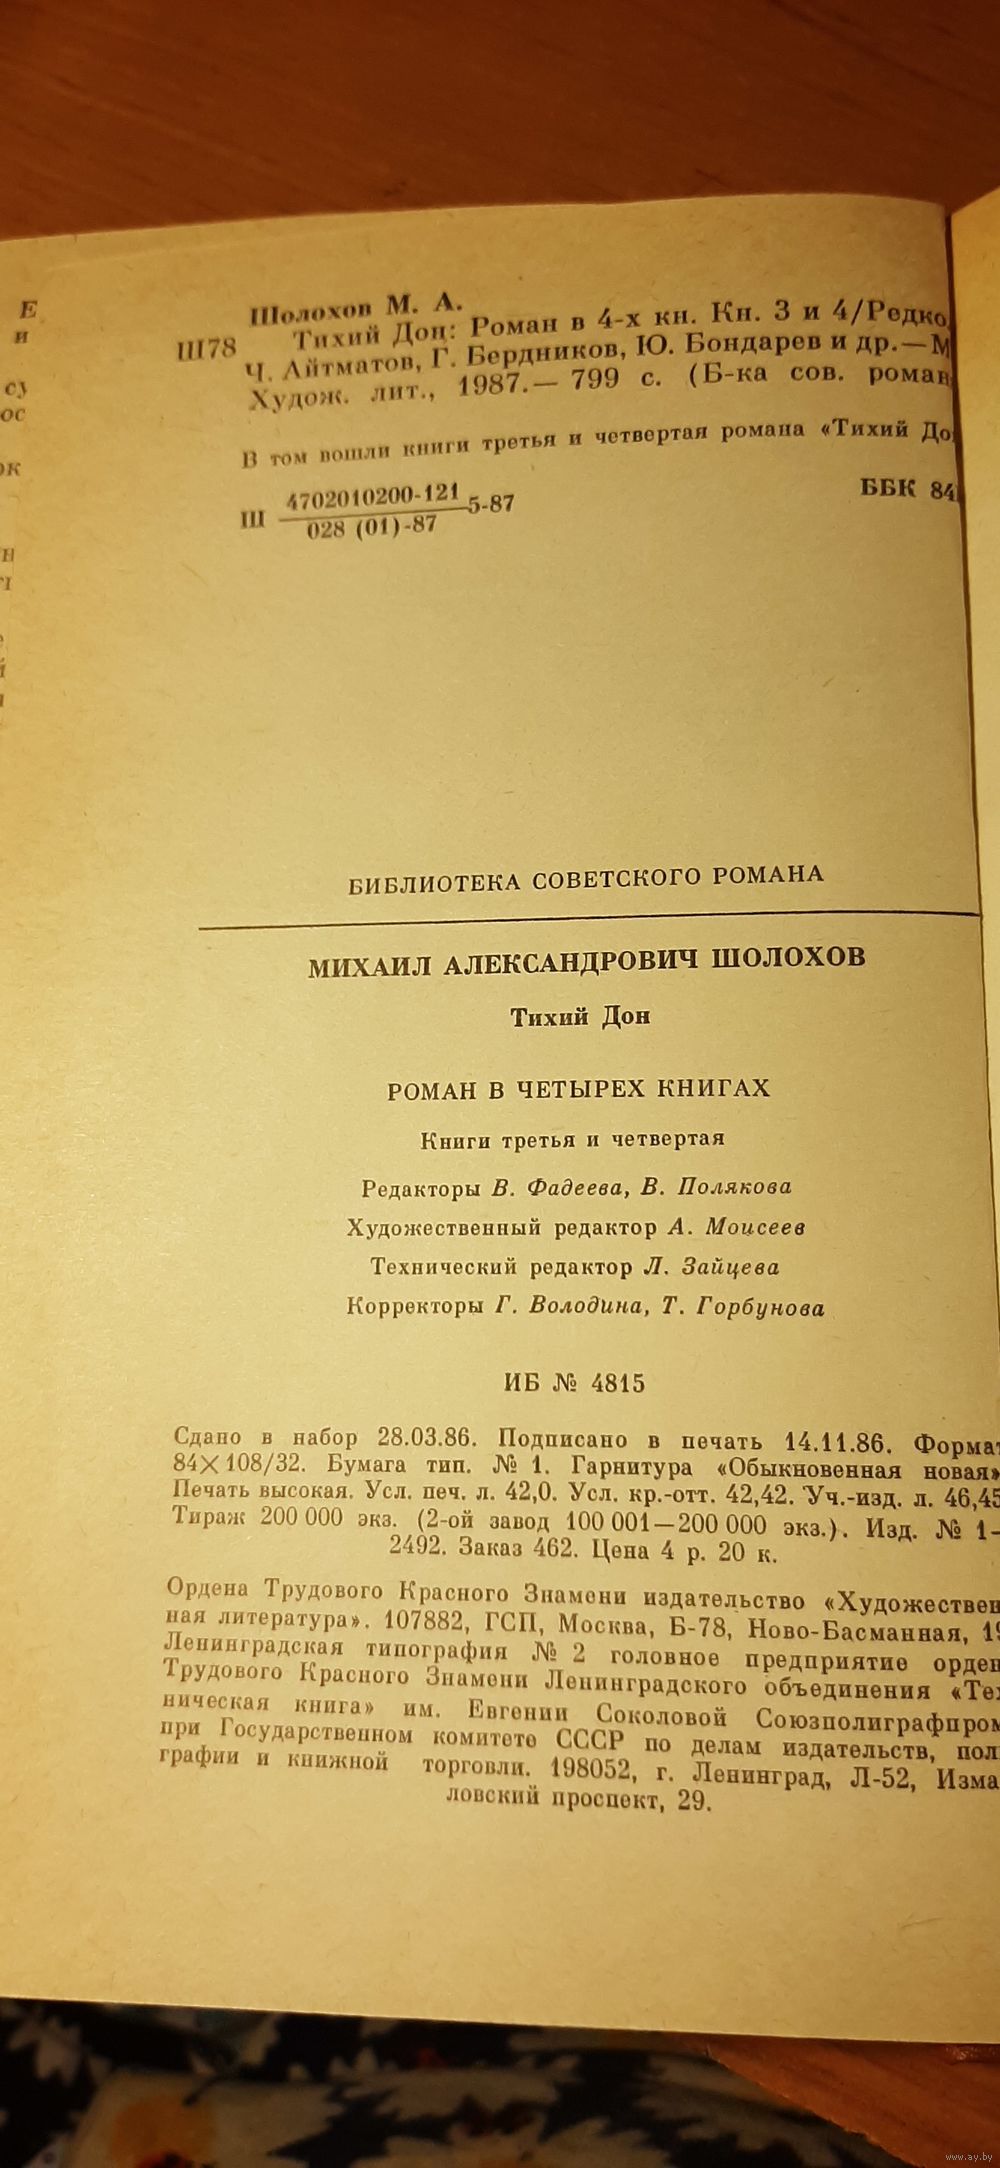 Е
и
су
ос
ок
Шолохов М. А.
Ш78 Тихий Дон: Роман в 4-х кн. Кн. 3 и 4/Редко
Ч. Айтматов, Г. Бердников, Ю. Бондарев и др.—М
Худож. лит., 1987.— 799 с. (Б-ка сов. роман
В том вошли книги третья и четвертая романа «Тихий До
Ш 4702010200-121 5-87
028 (01)-87
ББК 84
БИБЛИОТЕКА СОВЕТСКОГО РОМАНА
МИХАИЛ АЛЕКСАНДРОВИЧ ШОЛОХОВ
Тихий Дон
РОМАН В ЧЕТЫРЕХ КНИГАХ
Книги третья и четвертая
Редакторы В. Фадеева, В. Полякова
Художественный редактор А. Моисеев
Технический редактор Л. Зайцева
Корректоры Г. Володина, Т. Горбунова
ИБ № 4815
Сдано в набор 28.03.86. Подписано в печать 14.11.86. Формат
84×108/32. Бумага тип. № 1. Гарнитура «Обыкновенная новая»
Печать высокая. Усл. печ. л. 42,0. Усл. кр.-отт. 42,42. Уч.-изд. л. 46,45
Тираж 200 000 экз. (2-ой завод 100 001—200 000 экз.). Изд. № 1-
2492. Заказ 462. Цена 4 р. 20 к.
Ордена Трудового Красного Знамени издательство «Художествен
ная литература». 107882, ГСП, Москва, Б-78, Ново-Басманная, 19
Ленинградская типография № 2 головное предприятие орден
Трудового Красного Знамени Ленинградского объединения «Тех
ническая книга» им. Евгении Соколовой Союзполиграфпром
при Государственном комитете СССР по делам издательств, пол
графии и книжной торговли. 198052, г. Ленинград, Л-52, Изма
ловский проспект, 29.
www.ay.by